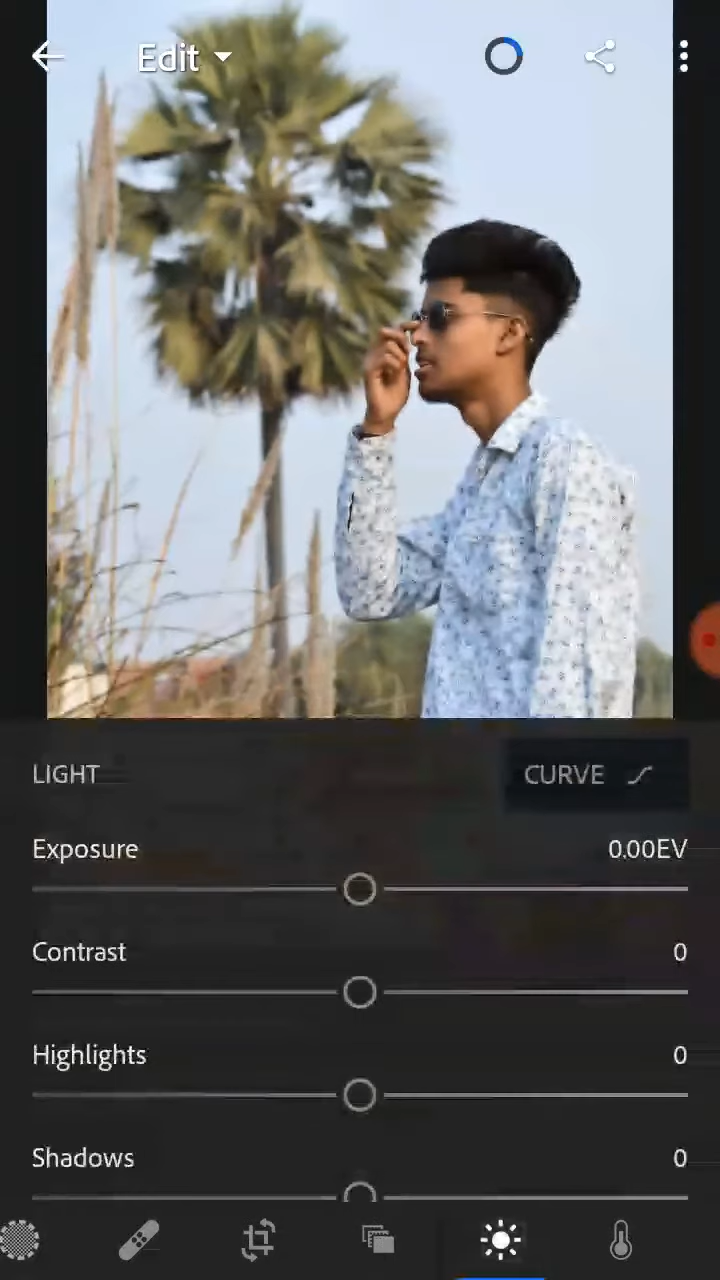 Edit
LIGHT CURVE
Exposure 0.00EV
Contrast 0
Highlights 0
Shadows 0